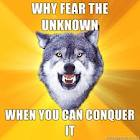 WHY FEAR THE
UNKNOWN
WHEN YOU CAN CONQUER
IT